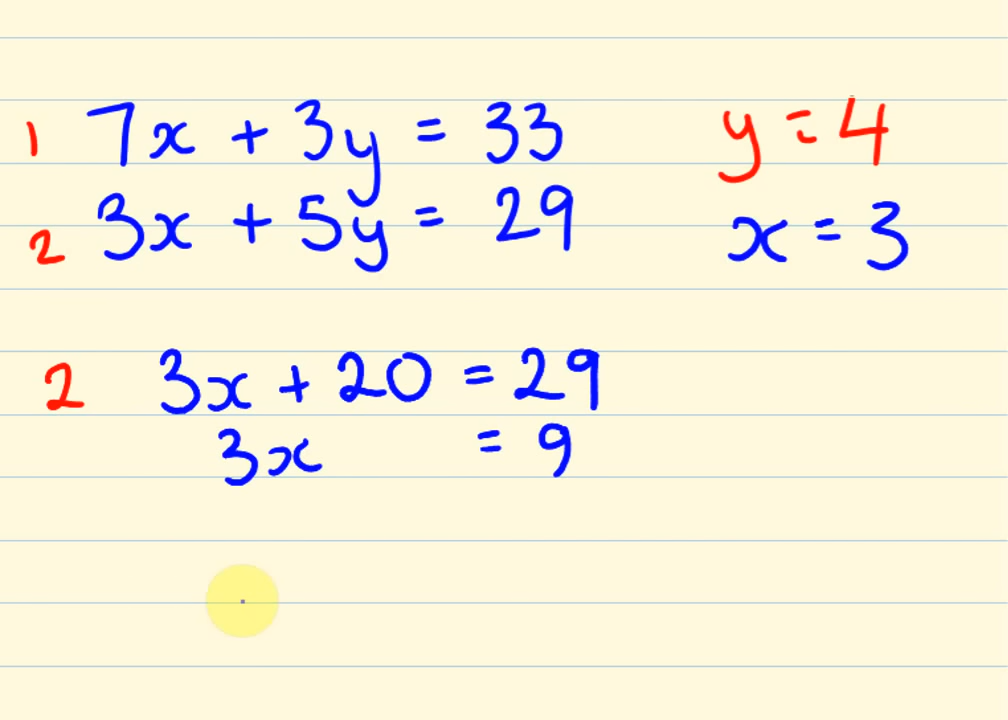 1 7x + 3y = 33
y = 4
2 3x + 5y = 29
x = 3
2 3x + 20 = 29
3x = 9